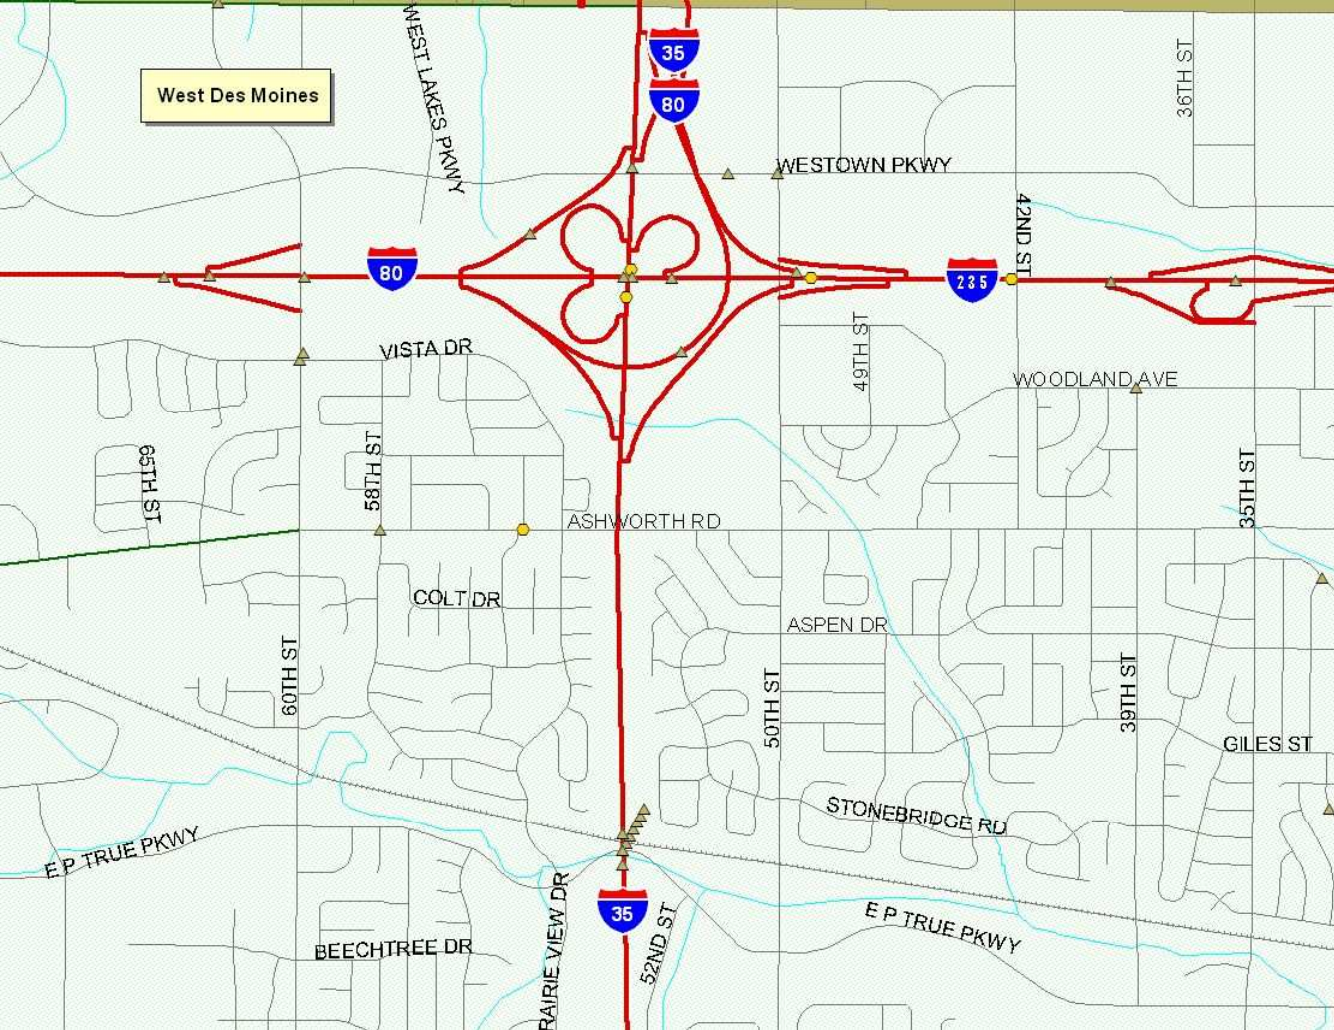 WEST LAKES PKWY
35
80
36TH ST
West Des Moines
WESTOWN PKWY
42ND ST
80
235
VISTA DR
49TH ST
WOODLAND AVE
65TH ST
58TH ST
35TH ST
ASHWORTH RD
COLT DR
ASPEN DR
60TH ST
50TH ST
39TH ST
GILES ST
STONEBRIDGE RD
E P TRUE PKWY
35
PRAIRIE VIEW DR
52ND ST
E P TRUE PKWY
BEECHTREE DR